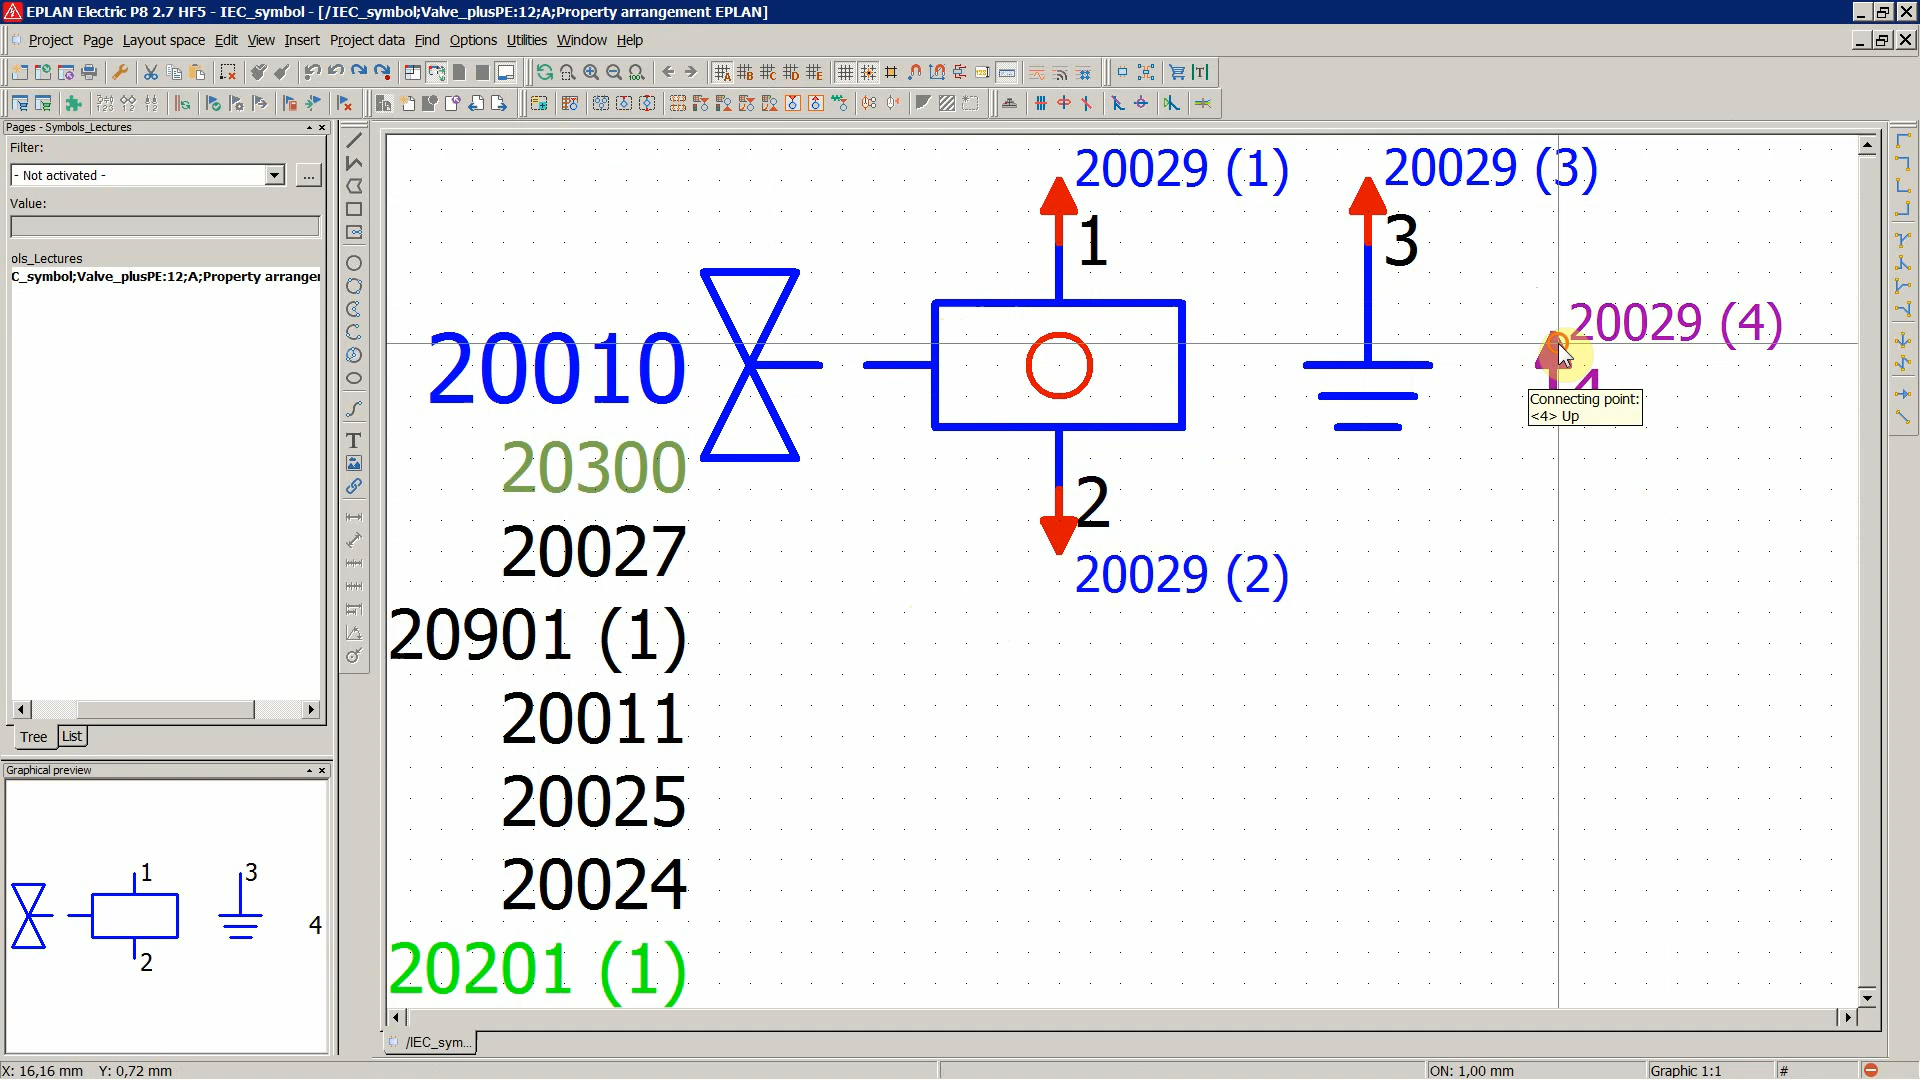 EPLAN Electric P8 2.7 HF5 - IEC_symbol - [/IEC_symbol;Valve_plusPE:12;A;Property arrangement EPLAN]
Project Page Layout space Edit View Insert Project data Find Options Utilities Window Help
Pages - Symbols_Lectures
Filter:
- Not activated -
...
Value:
ols_Lectures
C_symbol;Valve_plusPE:12;A;Property arranger
Tree List
Graphical preview
1
3
4
2
20029 (1)
20029 (3)
1
3
20029 (4)
4
Connecting point:
<4> Up
20010
20300
2
20027
20029 (2)
20901 (1)
20011
20025
20024
20201 (1)
/IEC_sym...
X: 16,16 mm Y: 0,72 mm
ON: 1,00 mm
Graphic 1:1
#